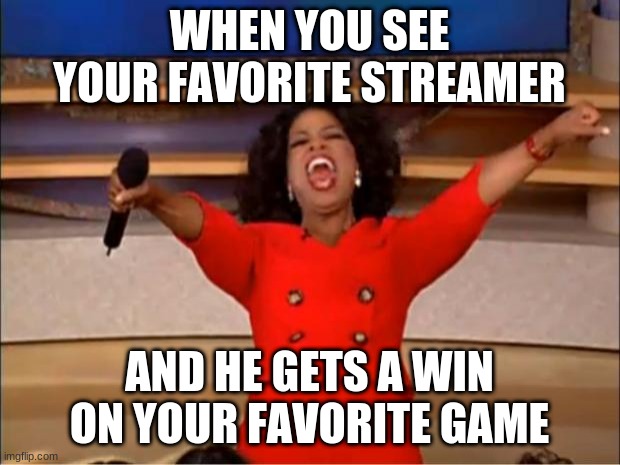 WHEN YOU SEE
YOUR FAVORITE STREAMER
AND HE GETS A WIN
ON YOUR FAVORITE GAME
imgflip.com